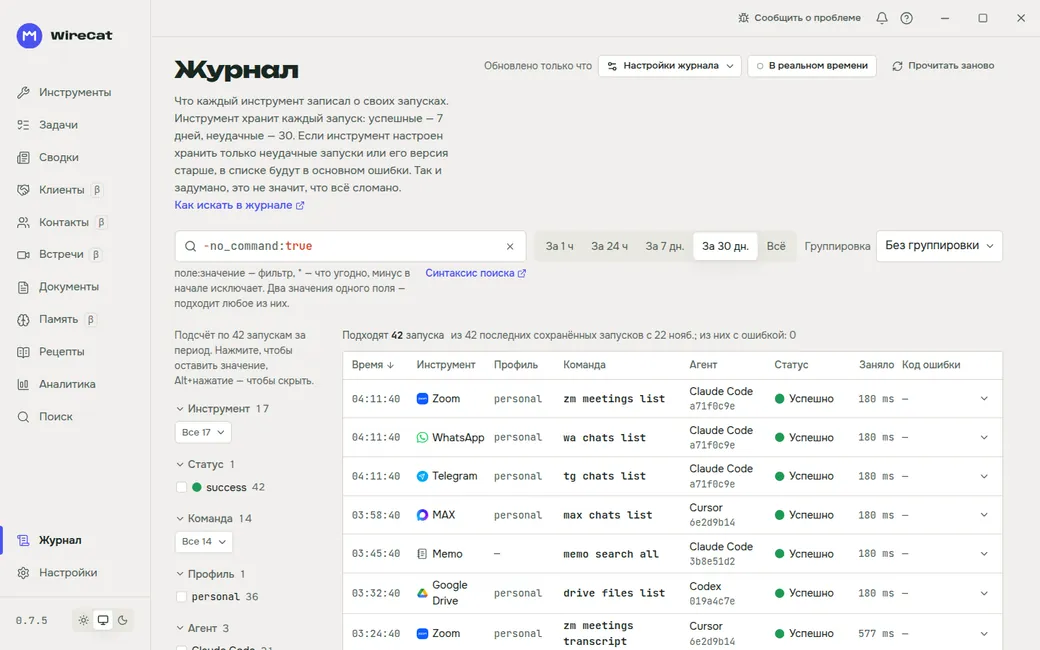 Сообщить о проблеме
wirecat
Инструменты
Задачи
Сводки
Клиенты β
Контакты β
Встречи β
Документы
Память β
Рецепты
Аналитика
Поиск
Журнал
Настройки
0.7.5
Журнал
Обновлено только что
Настройки журнала
В реальном времени
Прочитать заново
Что каждый инструмент записал о своих запусках.
Инструмент хранит каждый запуск: успешные — 7
дней, неудачные — 30. Если инструмент настроен
хранить только неудачные запуски или его версия
старше, в списке будут в основном ошибки. Так и
задумано, это не значит, что всё сломано.
Как искать в журнале
-no_command:true
За 1 ч За 24 ч За 7 дн. За 30 дн. Всё
Группировка
Без группировки
поле:значение — фильтр, * — что угодно, минус в
начале исключает. Два значения одного поля —
подходит любое из них.
Синтаксис поиска
Подсчёт по 42 запускам за
период. Нажмите, чтобы
оставить значение,
Alt+нажатие — чтобы скрыть.
Инструмент 17
Все 17
Статус 1
success 42
Команда 14
Все 14
Профиль 1
personal 36
Агент 3
Claude Code 21
Подходят 42 запуска из 42 последних сохранённых запусков с 22 нояб.; из них с ошибкой: 0
Время ↓ Инструмент Профиль Команда Агент Статус Заняло Код ошибки
04:11:40 Zoom personal zm meetings list Claude Code a71f0c9e Успешно 180 ms —
04:11:40 WhatsApp personal wa chats list Claude Code a71f0c9e Успешно 180 ms —
04:11:40 Telegram personal tg chats list Claude Code a71f0c9e Успешно 180 ms —
03:58:40 MAX personal max chats list Cursor 6e2d9b14 Успешно 180 ms —
03:45:40 Memo — memo search all Claude Code 3b8e51d2 Успешно 180 ms —
03:32:40 Google Drive personal drive files list Codex 019a4c7e Успешно 180 ms —
03:24:40 Zoom personal zm meetings transcript Cursor 6e2d9b14 Успешно 577 ms —